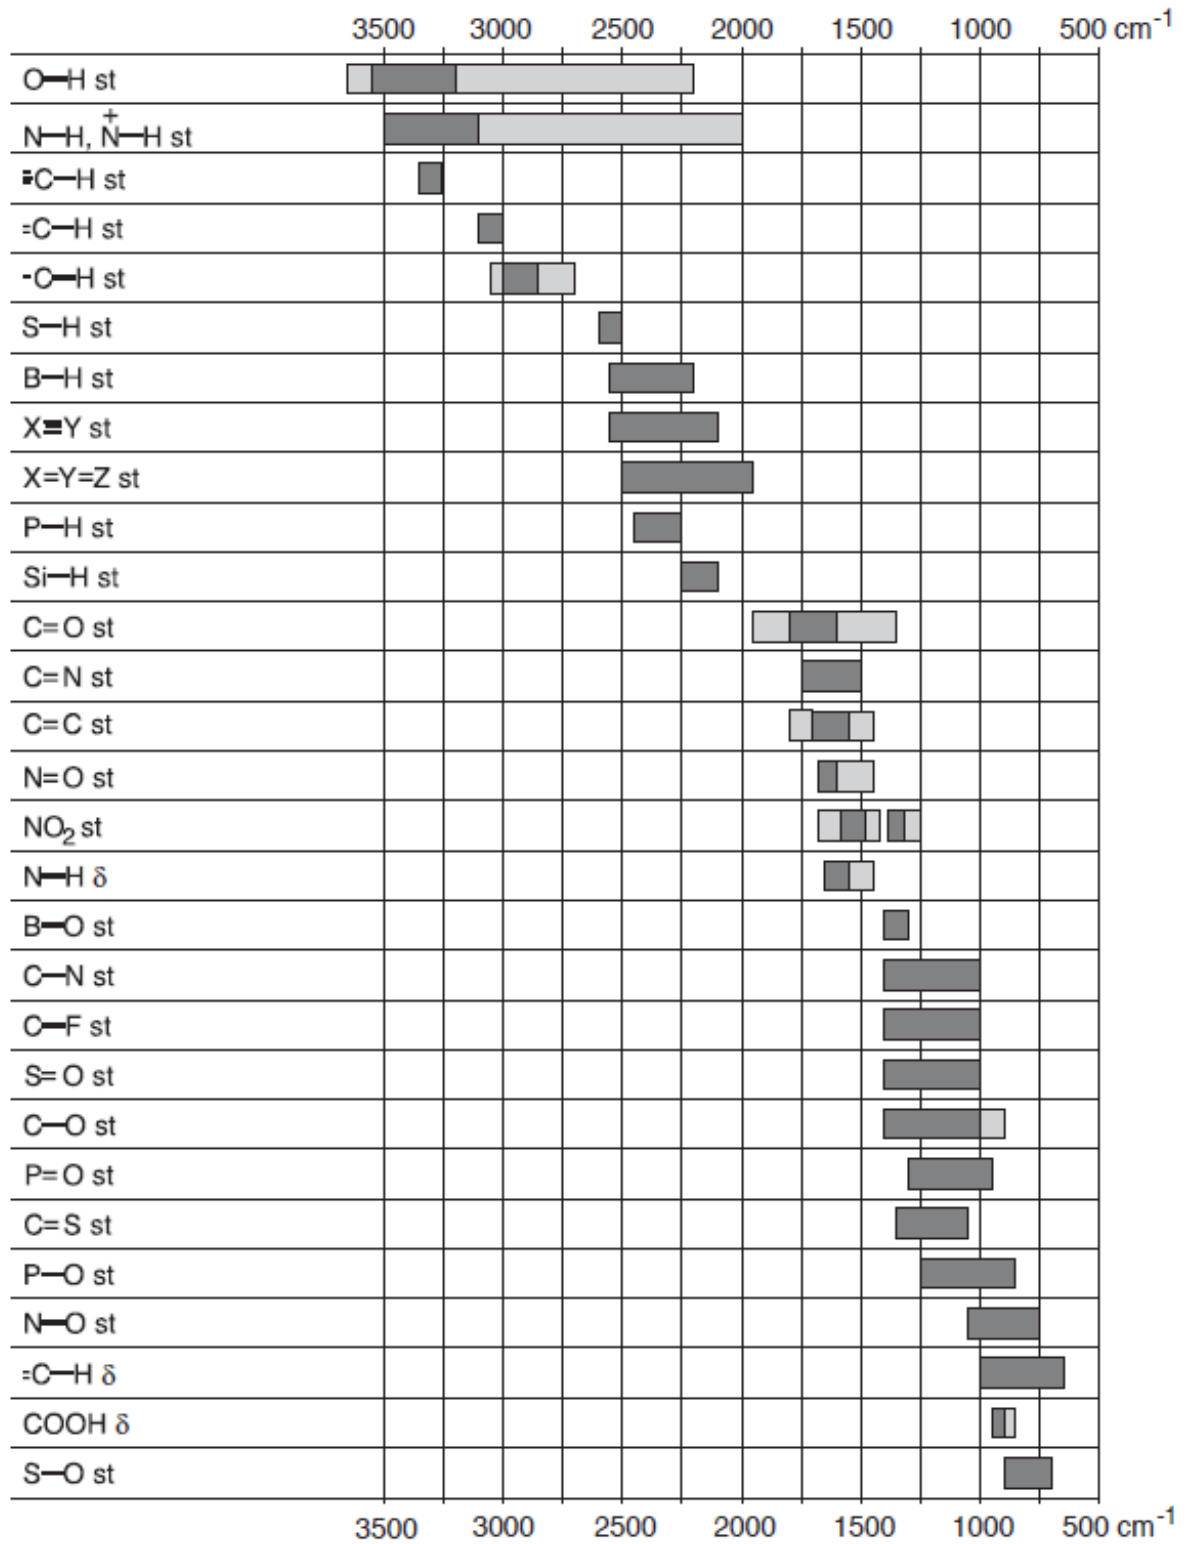 3500 3000 2500 2000 1500 1000 500 cm⁻¹
O—H st
N—H, N⁺—H st
≡C—H st
=C—H st
-C—H st
S—H st
B—H st
X≡Y st
X=Y=Z st
P—H st
Si—H st
C=O st
C=N st
C=C st
N=O st
NO₂ st
N—H δ
B—O st
C—N st
C—F st
S=O st
C—O st
P=O st
C=S st
P—O st
N—O st
=C—H δ
COOH δ
S—O st
3500 3000 2500 2000 1500 1000 500 cm⁻¹